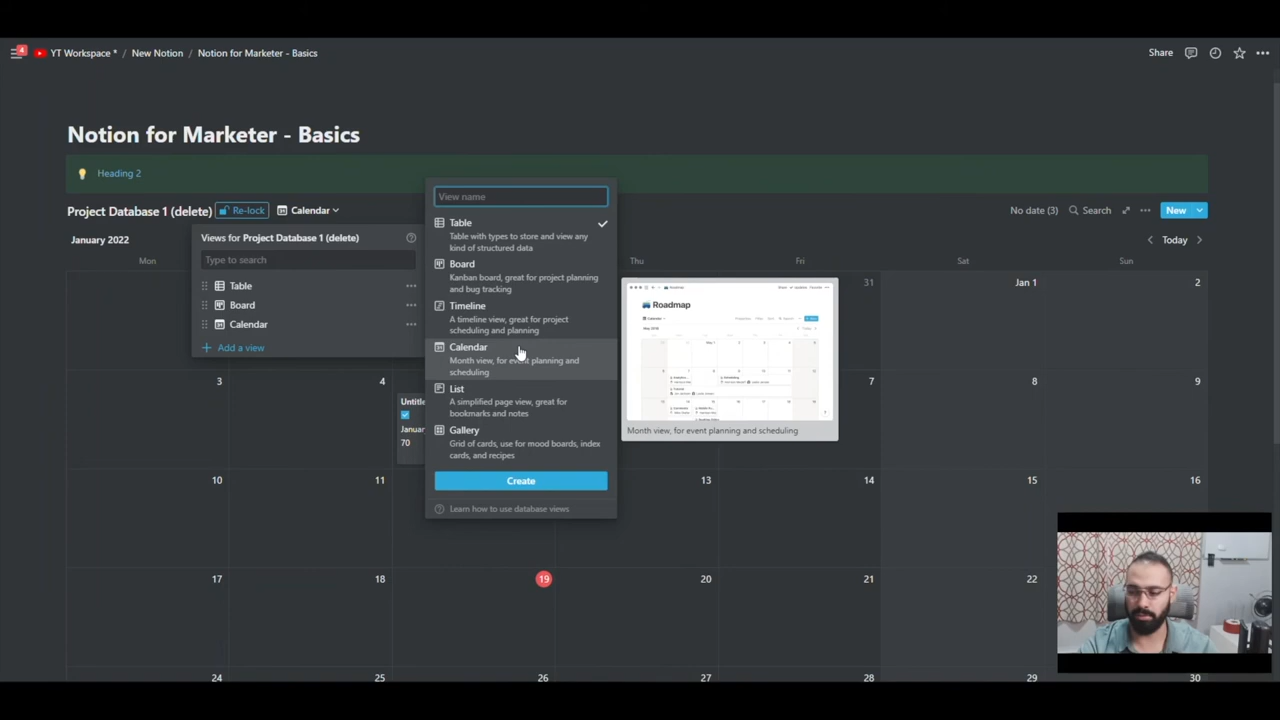 4 YT Workspace * / New Notion / Notion for Marketer - Basics
Share
Notion for Marketer - Basics
Heading 2
Project Database 1 (delete) Re-lock Calendar
No date (3) Search New
January 2022
Today
Mon Thu Fri Sat Sun
Views for Project Database 1 (delete)
Type to search
Table
Board
Calendar
Add a view
View name
Table
Table with types to store and view any
kind of structured data
Board
Kanban board, great for project planning
and bug tracking
Timeline
A timeline view, great for project
scheduling and planning
Calendar
Month view, for event planning and
scheduling
List
A simplified page view, great for
bookmarks and notes
Gallery
Grid of cards, use for mood boards, index
cards, and recipes
Create
Learn how to use database views
Roadmap
Month view, for event planning and scheduling
31 Jan 1 2
3 4 7 8 9
Untitle
January
70
10 11 13 14 15 16
17 18 19 20 21 22 23
24 25 26 27 28 29 30